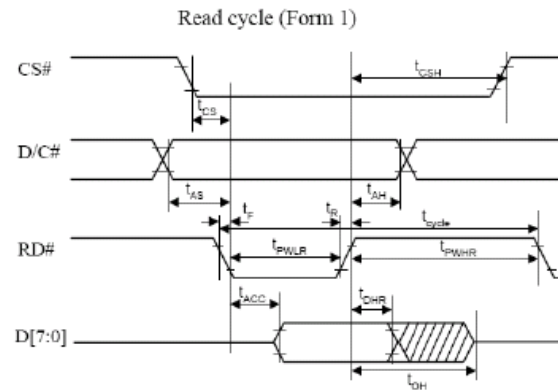 Read cycle (Form 1)
CS#
tCSH
tCS
D/C#
tAS
tAH
tF
tR
tcycle
RD#
tPWLR
tPWHR
tACC
tDHR
D[7:0]
tOH